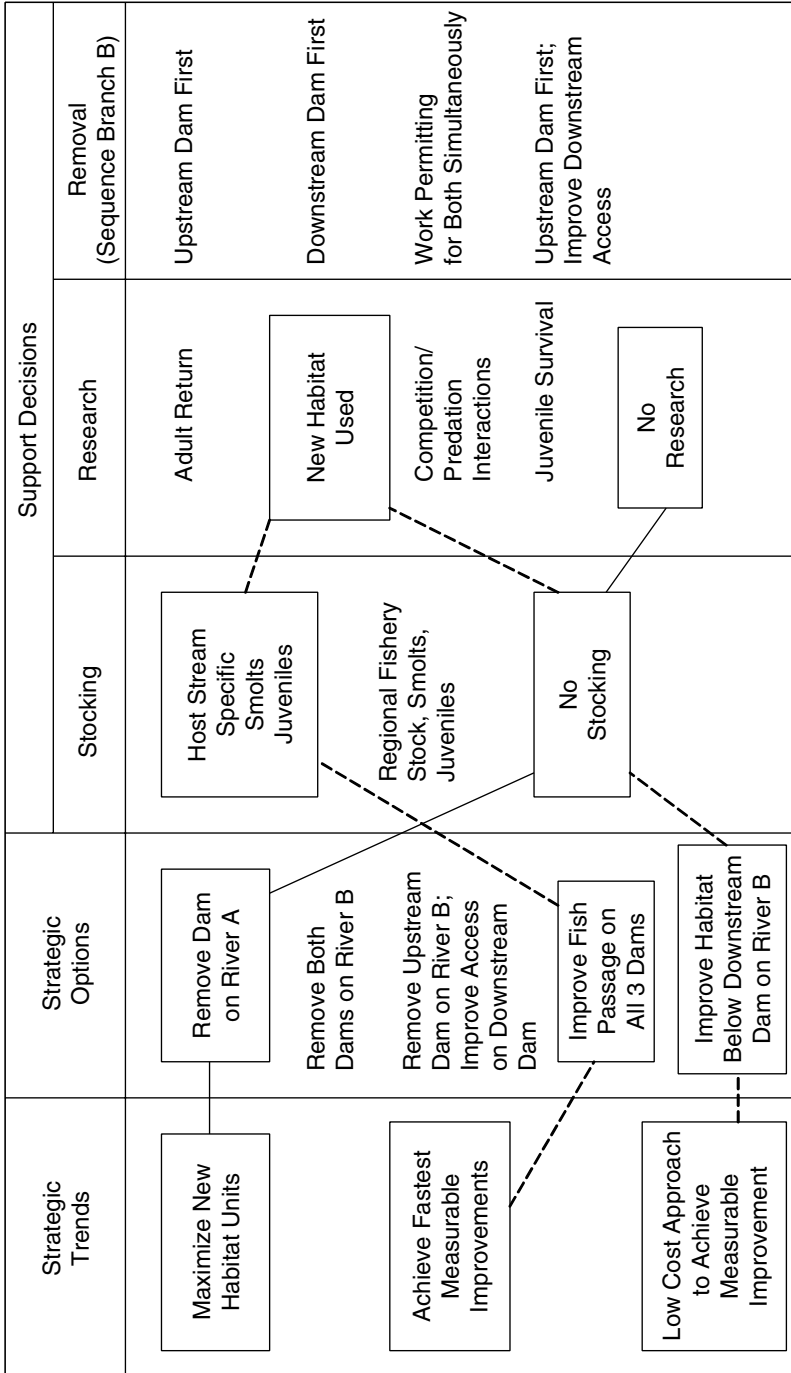 Strategic
Trends
Strategic
Options
Support Decisions
Stocking
Research
Removal
(Sequence Branch B)
Maximize New
Habitat Units
Achieve Fastest
Measurable
Improvements
Low Cost Approach
to Achieve
Measurable
Improvement
Remove Dam
on River A
Remove Both
Dams on River B
Remove Upstream
Dam on River B;
Improve Access
on Downstream
Dam
Improve Fish
Passage on
All 3 Dams
Improve Habitat
Below Downstream
Dam on River B
Host Stream
Specific
Smolts
Juveniles
Regional Fishery
Stock, Smolts,
Juveniles
No
Stocking
Adult Return
New Habitat
Used
Competition/
Predation
Interactions
Juvenile Survival
No
Research
Upstream Dam First
Downstream Dam First
Work Permitting
for Both Simultaneously
Upstream Dam First;
Improve Downstream
Access